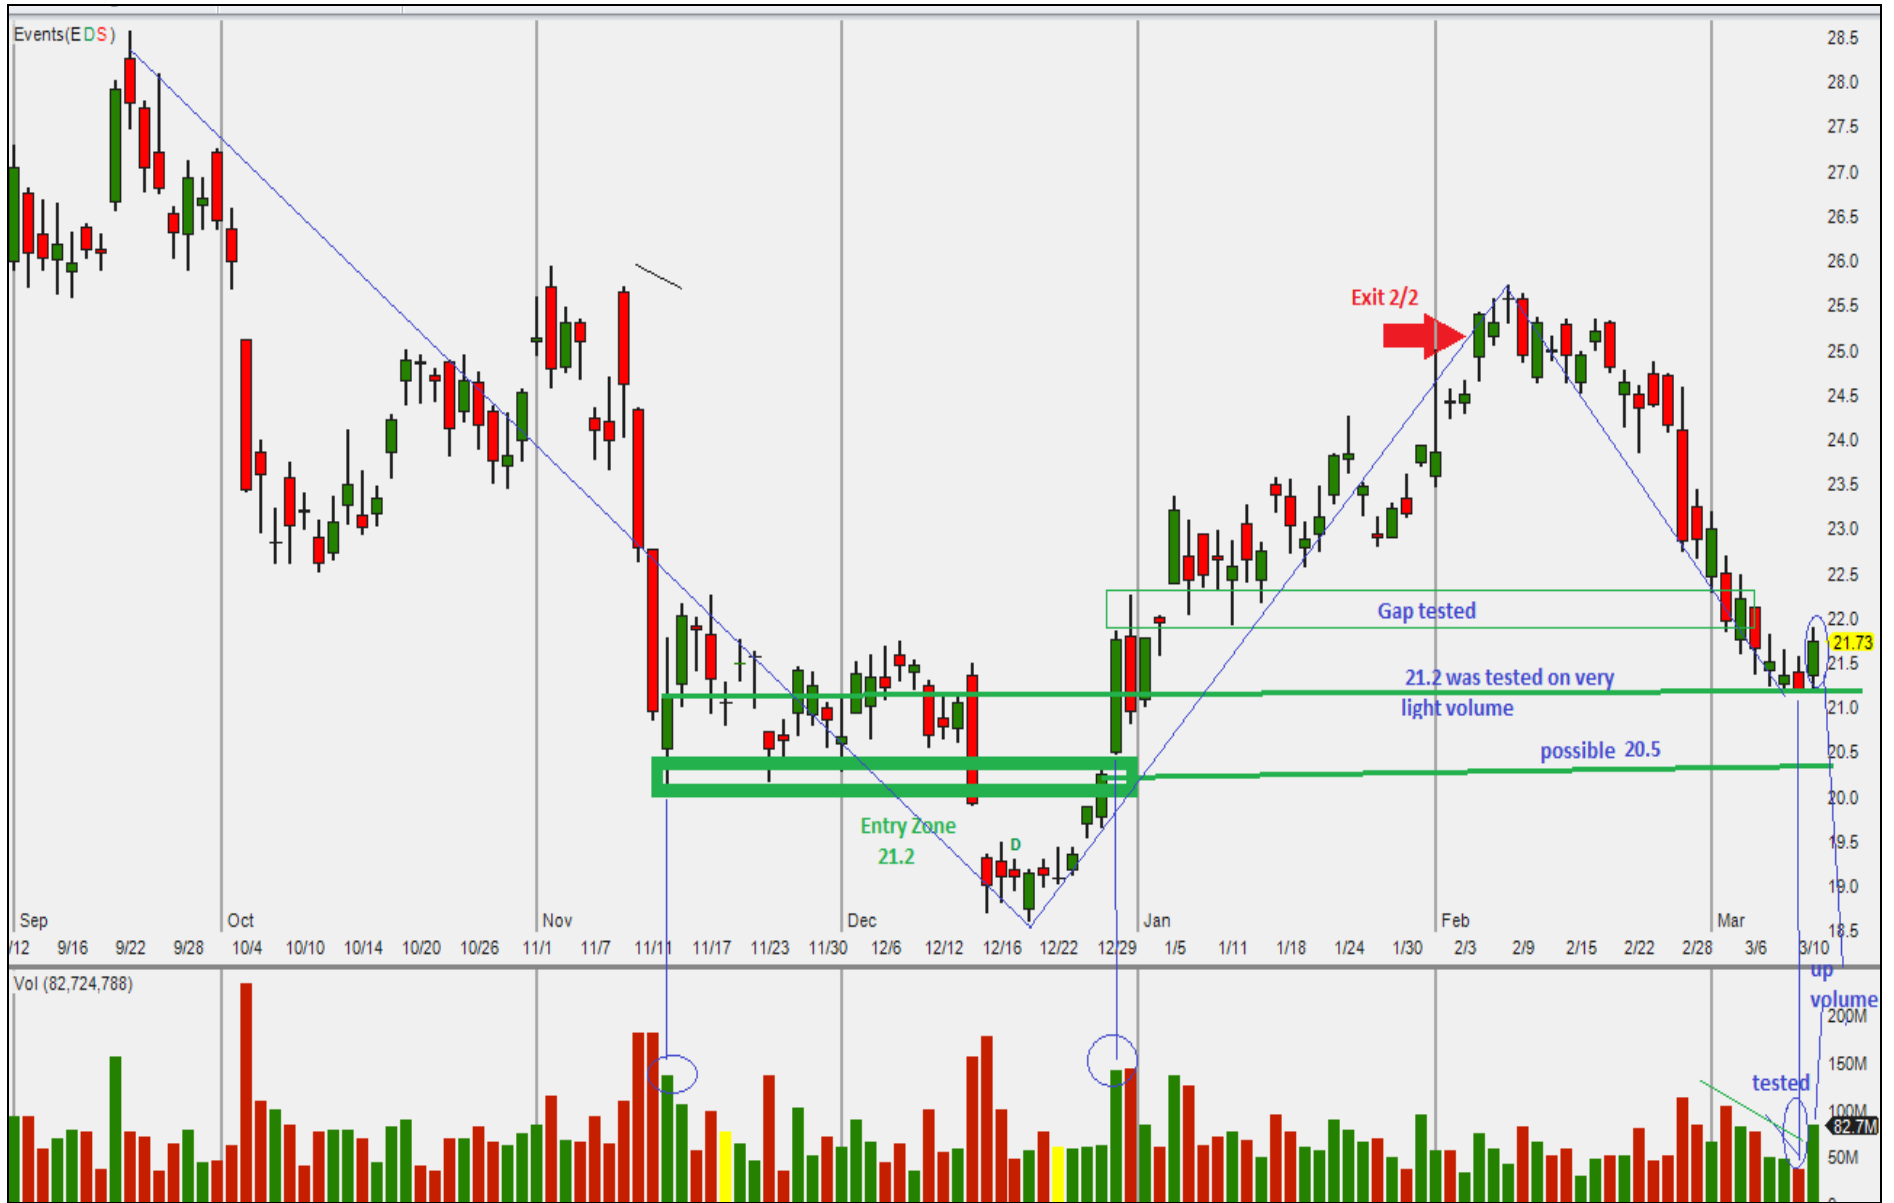 Events(EDS)
28.5
28.0
27.5
27.0
26.5
26.0
Exit 2/2
25.5
25.0
24.5
24.0
23.5
23.0
22.5
Gap tested
22.0
21.73
21.5
21.2 was tested on very
light volume
21.0
possible 20.5
20.5
20.0
Entry Zone
21.2
D
19.5
19.0
18.5
Sep Oct Nov Dec Jan Feb Mar
/12 9/16 9/22 9/28 10/4 10/10 10/14 10/20 10/26 11/1 11/7 11/11 11/17 11/23 11/30 12/6 12/12 12/16 12/22 12/29 1/5 1/11 1/18 1/24 1/30 2/3 2/9 2/15 2/22 2/28 3/6 3/10
up
volume
Vol (82,724,788)
200M
150M
tested
100M
82.7M
50M